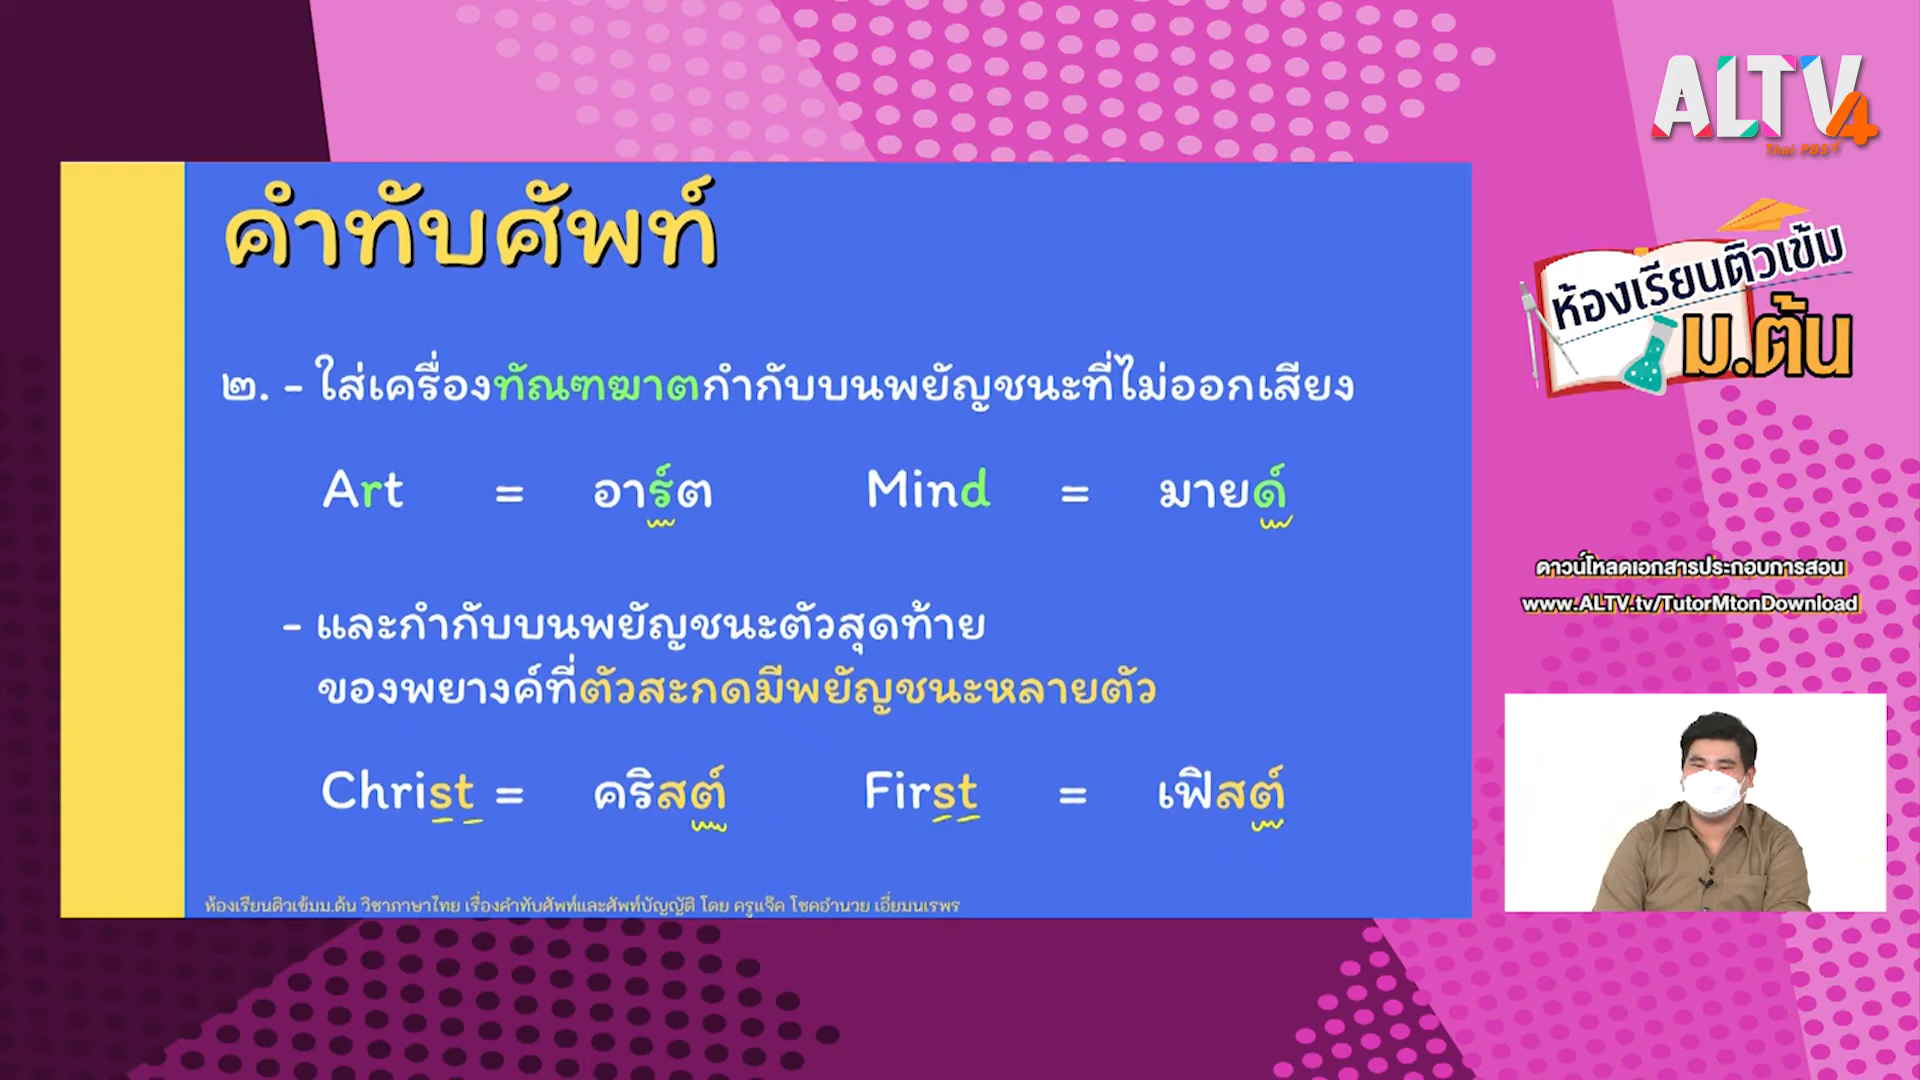 ALTV4
Thai PBS
ห้องเรียนติวเข้ม
ม.ต้น
คำทับศัพท์
๒. - ใส่เครื่องทัณฑฆาตกำกับบนพยัญชนะที่ไม่ออกเสียง
Art = อาร์ต Mind = มายด์
- และกำกับบนพยัญชนะตัวสุดท้าย
ของพยางค์ที่ตัวสะกดมีพยัญชนะหลายตัว
Christ = คริสต์ First = เฟิสต์
ห้องเรียนติวเข้มม.ต้น วิชาภาษาไทย เรื่องคำทับศัพท์และศัพท์บัญญัติ โดย ครูแจ๊ค โชคอำนวย เอี่ยมนเรพร
ดาวน์โหลดเอกสารประกอบการสอน
www.ALTV.tv/TutorMtonDownload